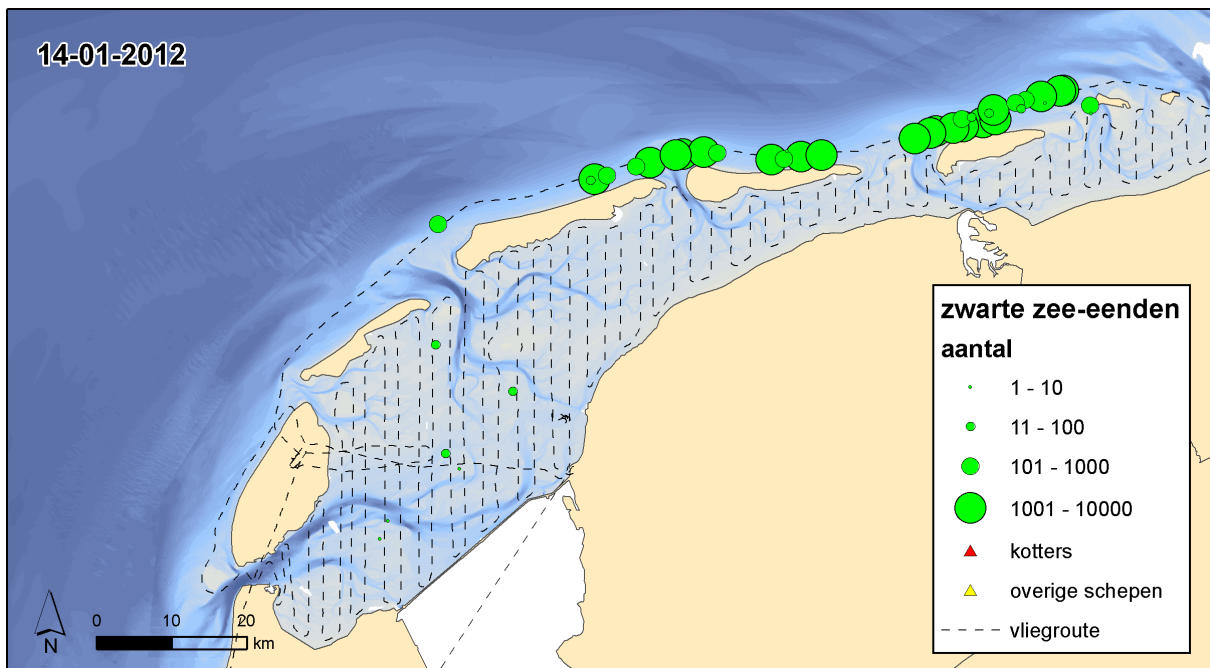 14-01-2012
zwarte zee-eenden
aantal
1 - 10
11 - 100
101 - 1000
1001 - 10000
kotters
overige schepen
vliegroute
N
0 10 20
km